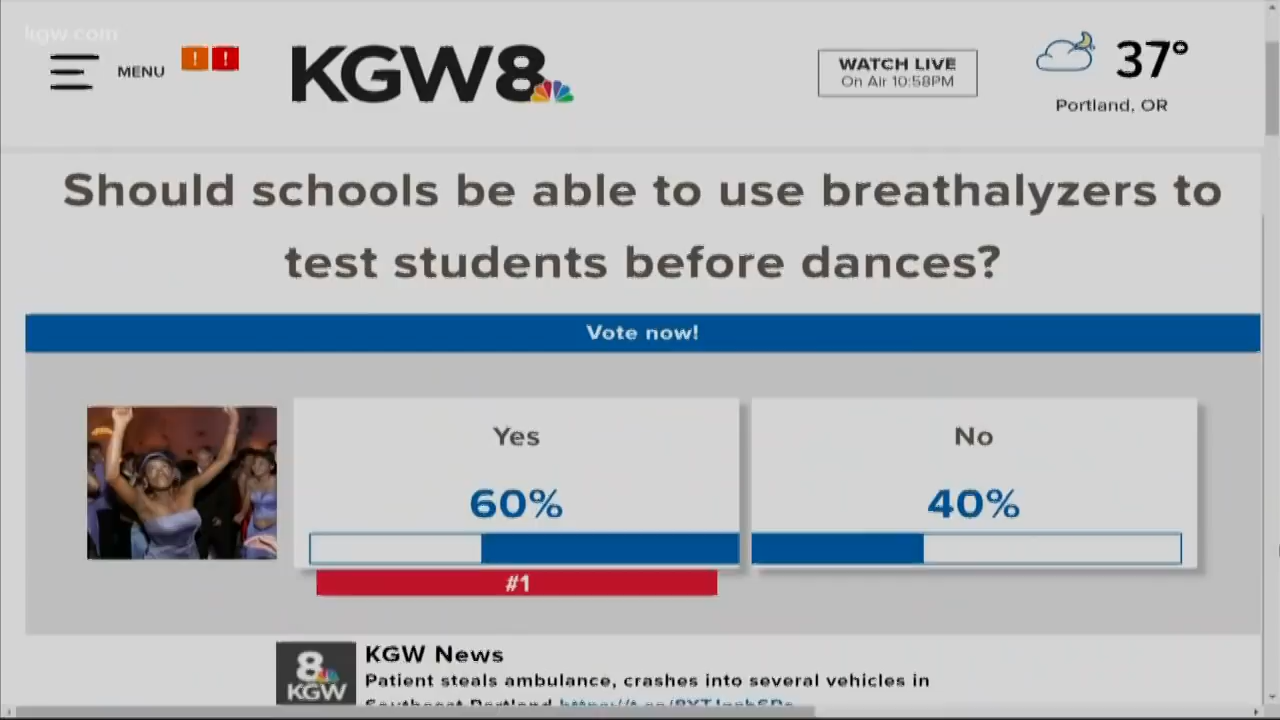 kgw.com
MENU
!
!
KGW8
WATCH LIVE
On Air 10:58PM
37°
Portland, OR
Should schools be able to use breathalyzers to
test students before dances?
Vote now!
Yes
60%
#1
No
40%
8
KGW
KGW News
Patient steals ambulance, crashes into several vehicles in
Southeast Portland